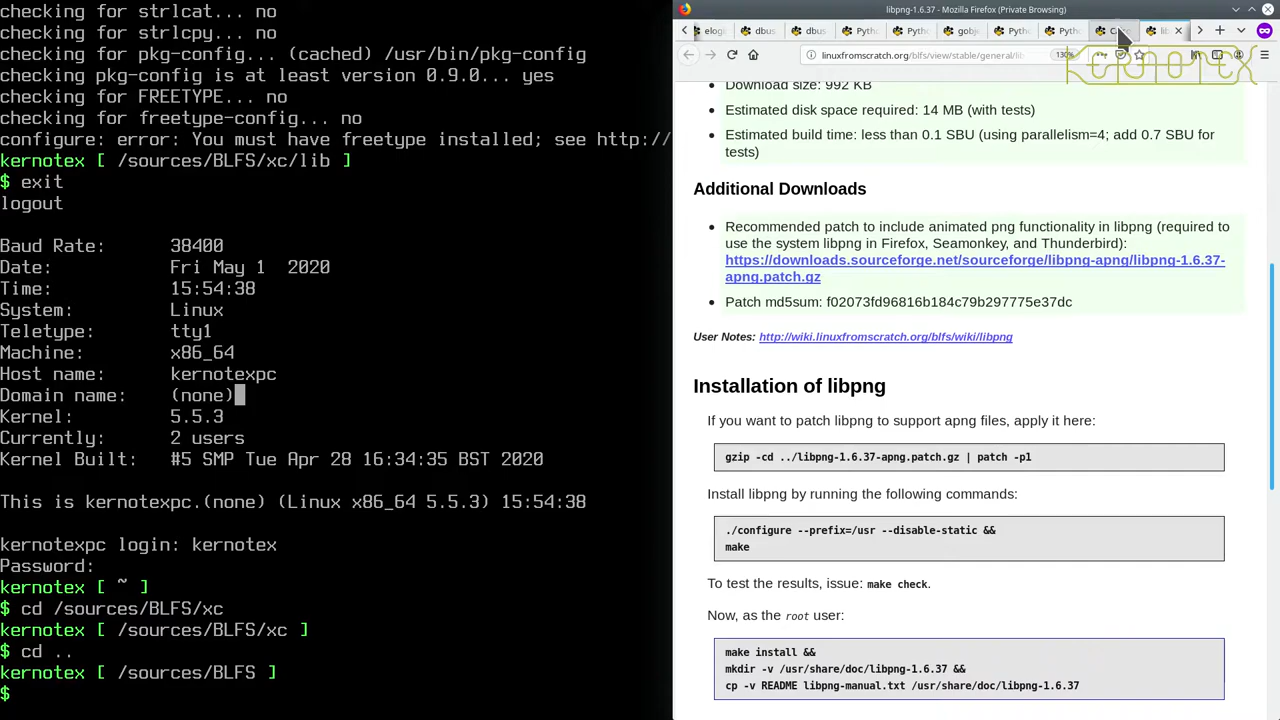 checking for strlcat... no
checking for strlcpy... no
checking for pkg-config... (cached) /usr/bin/pkg-config
checking pkg-config is at least version 0.9.0... yes
checking for FREETYPE... no
checking for freetype-config... no
configure: error: You must have freetype installed; see http://
kernotex [ /sources/BLFS/xc/lib ]
$ exit
logout
Baud Rate: 38400
Date: Fri May 1 2020
Time: 15:54:38
System: Linux
Teletype: tty1
Machine: x86_64
Host name: kernotexpc
Domain name: (none)
Kernel: 5.5.3
Currently: 2 users
Kernel Built: #5 SMP Tue Apr 28 16:34:35 BST 2020
This is kernotexpc.(none) (Linux x86_64 5.5.3) 15:54:38
kernotexpc login: kernotex
Password:
kernotex [ ~ ]
$ cd /sources/BLFS/xc
kernotex [ /sources/BLFS/xc ]
$ cd ..
kernotex [ /sources/BLFS ]
$
libpng-1.6.37 - Mozilla Firefox (Private Browsing)
elogi dbus dbus Pytho Pytho gobje Pytho Pytho
linuxfromscratch.org/blfs/view/stable/general/lib 130%
kernotex
Download size: 992 KB
Estimated disk space required: 14 MB (with tests)
Estimated build time: less than 0.1 SBU (using parallelism=4; add 0.7 SBU for
tests)
Additional Downloads
Recommended patch to include animated png functionality in libpng (required to
use the system libpng in Firefox, Seamonkey, and Thunderbird):
https://downloads.sourceforge.net/sourceforge/libpng-apng/libpng-1.6.37-
apng.patch.gz
Patch md5sum: f02073fd96816b184c79b297775e37dc
User Notes: http://wiki.linuxfromscratch.org/blfs/wiki/libpng
Installation of libpng
If you want to patch libpng to support apng files, apply it here:
gzip -cd ../libpng-1.6.37-apng.patch.gz | patch -p1
Install libpng by running the following commands:
./configure --prefix=/usr --disable-static &&
make
To test the results, issue: make check.
Now, as the root user:
make install &&
mkdir -v /usr/share/doc/libpng-1.6.37 &&
cp -v README libpng-manual.txt /usr/share/doc/libpng-1.6.37